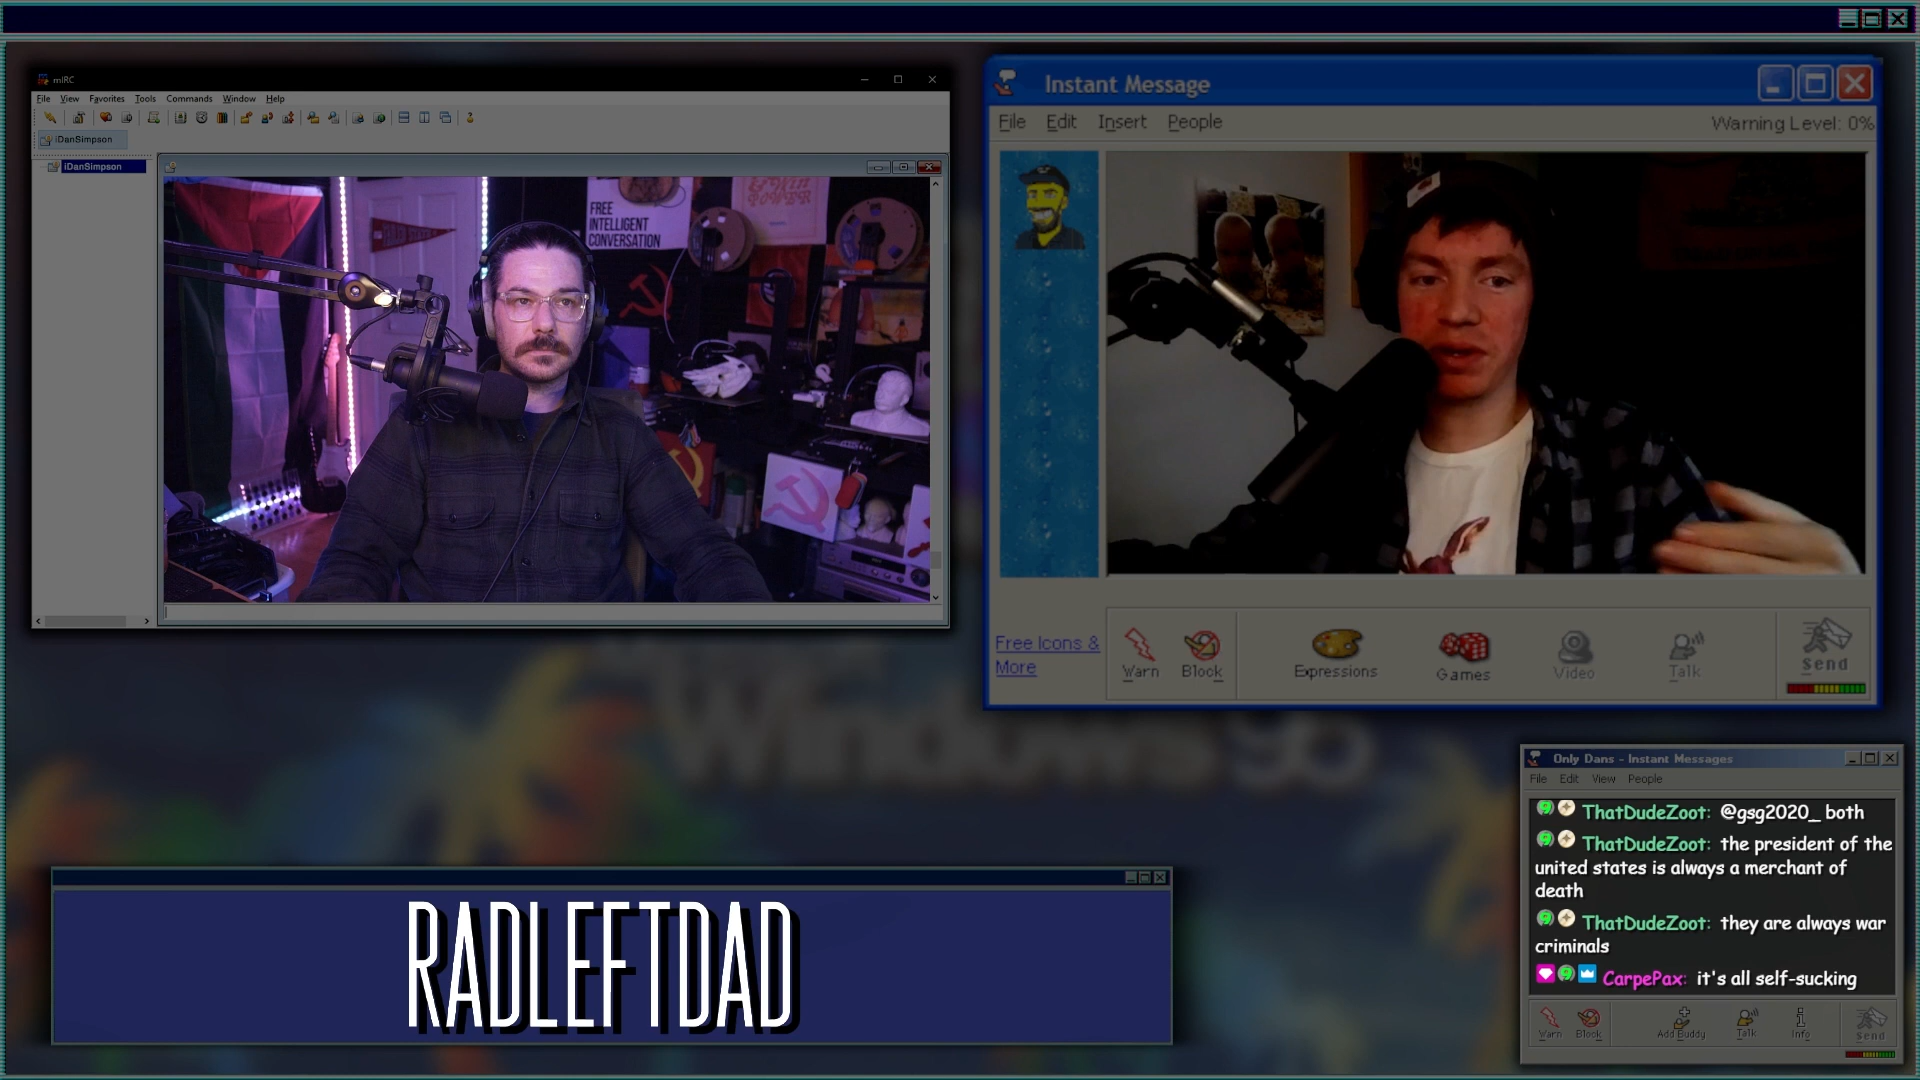 mIRC
File View Favorites Tools Commands Window Help
iDanSimpson
iDanSimpson
FREE
INTELLIGENT
CONVERSATION
Instant Message
File Edit Insert People
Warning Level: 0%
Free Icons &
More
Warn Block Expressions Games Video Talk Send
Windows 95
Only Dans - Instant Messages
File Edit View People
ThatDudeZoot: @gsg2020_ both
ThatDudeZoot: the president of the
united states is always a merchant of
death
ThatDudeZoot: they are always war
criminals
CarpePax: it's all self-sucking
Warn Block Add Buddy Talk Info Send
RADLEFTDAD